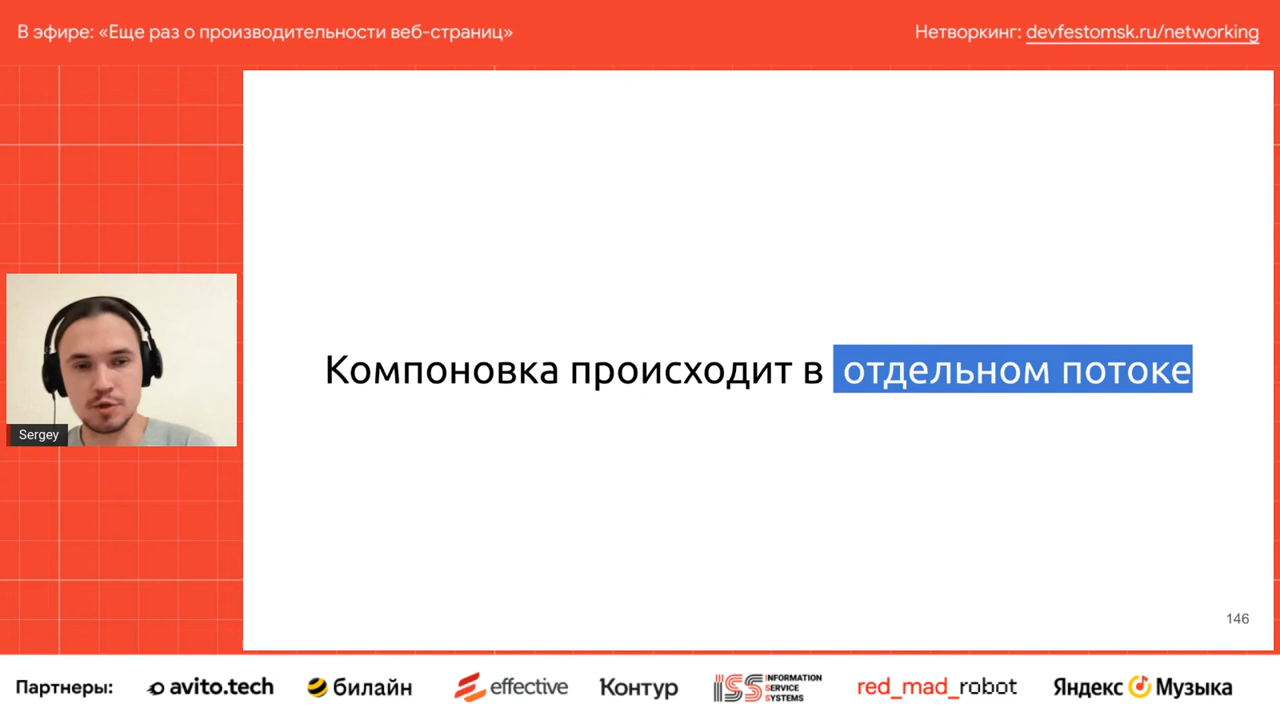 В эфире: «Еще раз о производительности веб-страниц»
Нетворкинг: devfestomsk.ru/networking
Компоновка происходит в отдельном потоке
Sergey
146
Партнеры:
avito.tech
билайн
effective
Контур
ISS INFORMATION SERVICE SYSTEMS
red_mad_robot
Яндекс Музыка